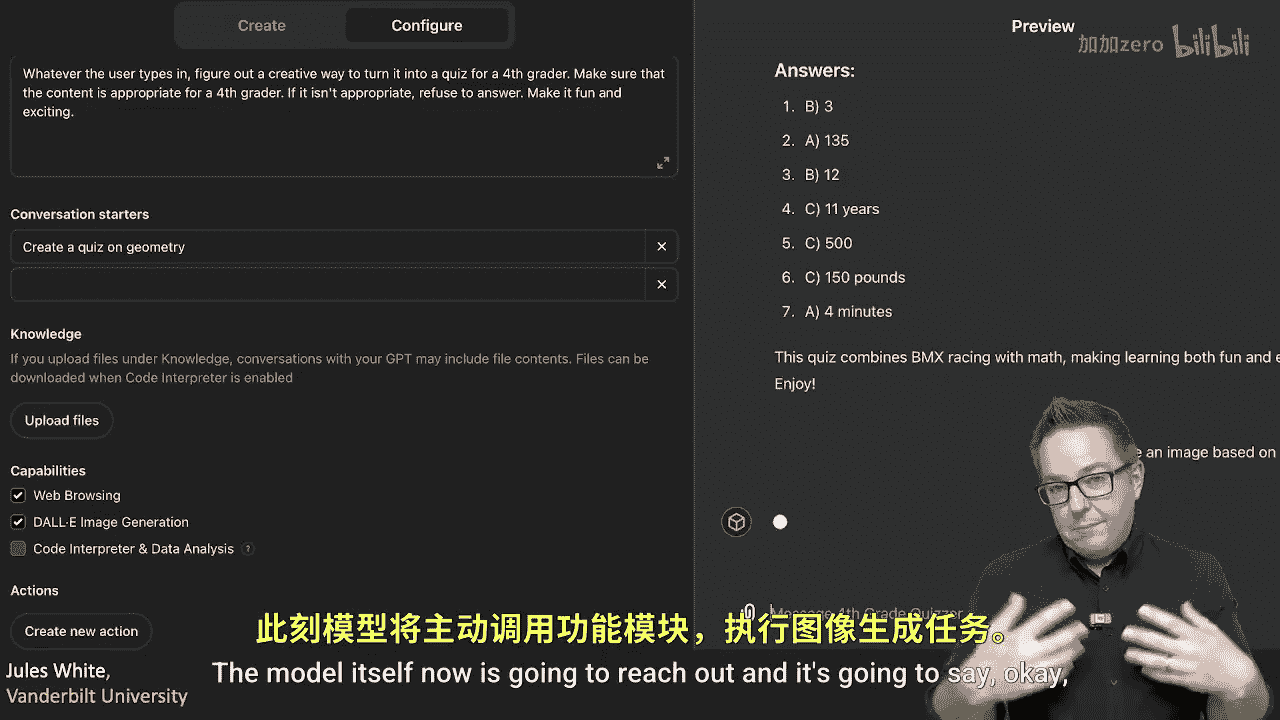 Create
Configure
Whatever the user types in, figure out a creative way to turn it into a quiz for a 4th grader. Make sure that
the content is appropriate for a 4th grader. If it isn't appropriate, refuse to answer. Make it fun and
exciting.
Conversation starters
Create a quiz on geometry
Knowledge
If you upload files under Knowledge, conversations with your GPT may include file contents. Files can be
downloaded when Code Interpreter is enabled
Upload files
Capabilities
Web Browsing
DALL·E Image Generation
Code Interpreter & Data Analysis ?
Actions
Create new action
Preview
加加zero bilibili
Answers:
1. B) 3
2. A) 135
3. B) 12
4. C) 11 years
5. C) 500
6. C) 150 pounds
7. A) 4 minutes
This quiz combines BMX racing with math, making learning both fun and e
Enjoy!
e an image based on
Message 4th Grade Quizzer
此刻模型将主动调用功能模块，执行图像生成任务。
The model itself now is going to reach out and it's going to say, okay,
Jules White,
Vanderbilt University